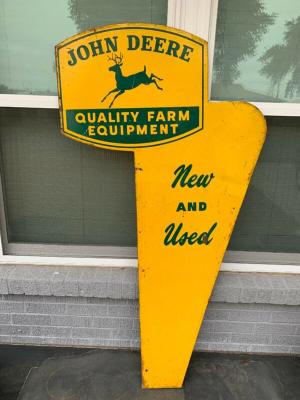 JOHN DEERE
QUALITY FARM
EQUIPMENT
New
AND
Used